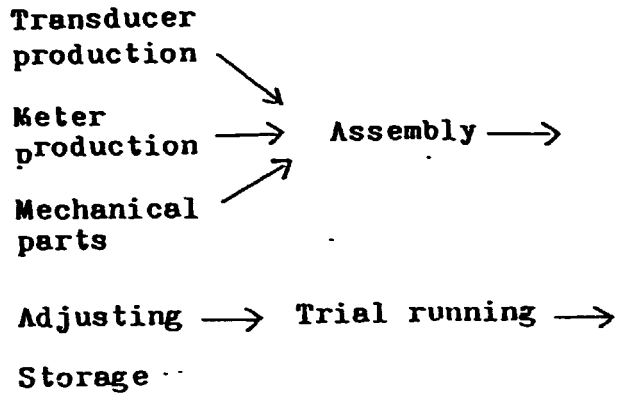 Transducer
production
Meter
production
Assembly
Mechanical
parts
Adjusting
Trial running
Storage